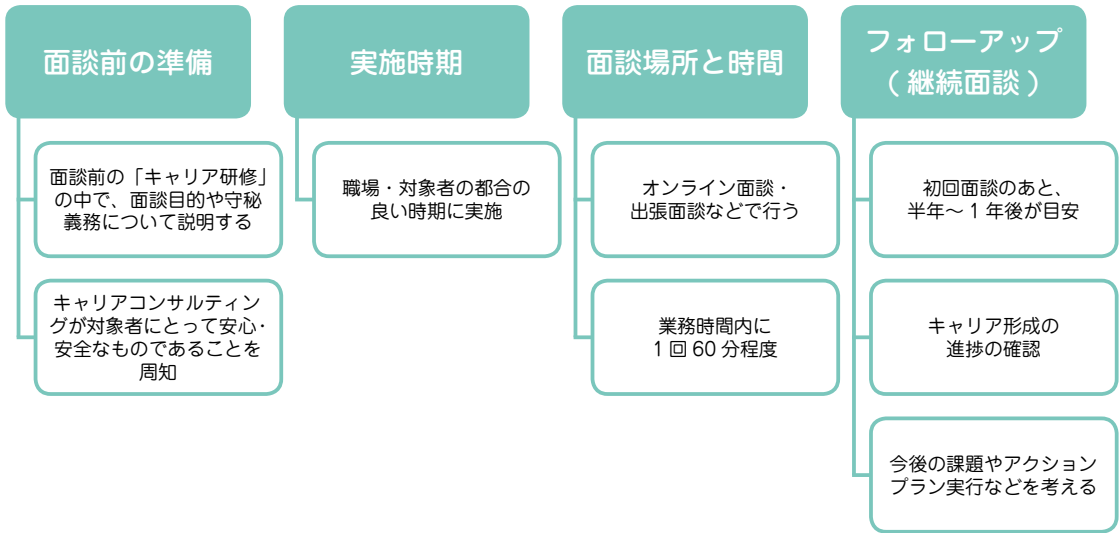 面談前の準備
面談前の「キャリア研修」
の中で、面談目的や守秘
義務について説明する
キャリアコンサルティン
グが対象者にとって安心・
安全なものであることを
周知
実施時期
職場・対象者の都合の
良い時期に実施
面談場所と時間
オンライン面談・
出張面談などで行う
業務時間内に
1 回 60 分程度
フォローアップ
( 継続面談 )
初回面談のあと、
半年〜 1 年後が目安
キャリア形成の
進捗の確認
今後の課題やアクション
プラン実行などを考える